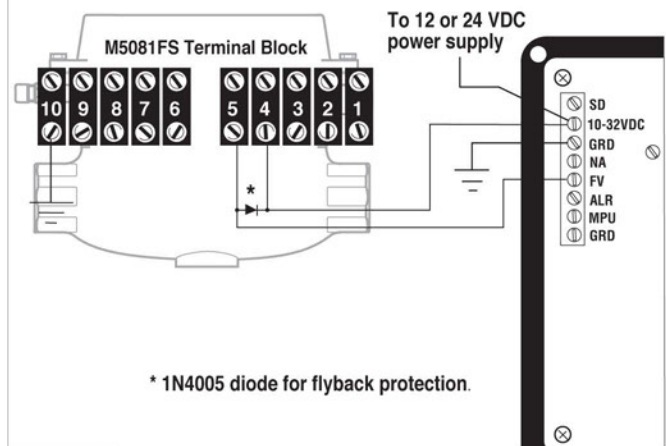 To 12 or 24 VDC
power supply
M5081FS Terminal Block
10 9 8 7 6 5 4 3 2 1
SD
10-32VDC
GRD
NA
FV
ALR
MPU
GRD
*
* 1N4005 diode for flyback protection.